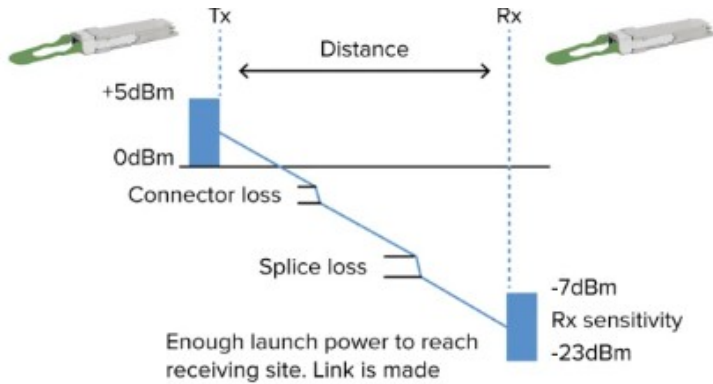 Tx
Rx
Distance
+5dBm
0dBm
Connector loss
Splice loss
-7dBm
Rx sensitivity
-23dBm
Enough launch power to reach
receiving site. Link is made